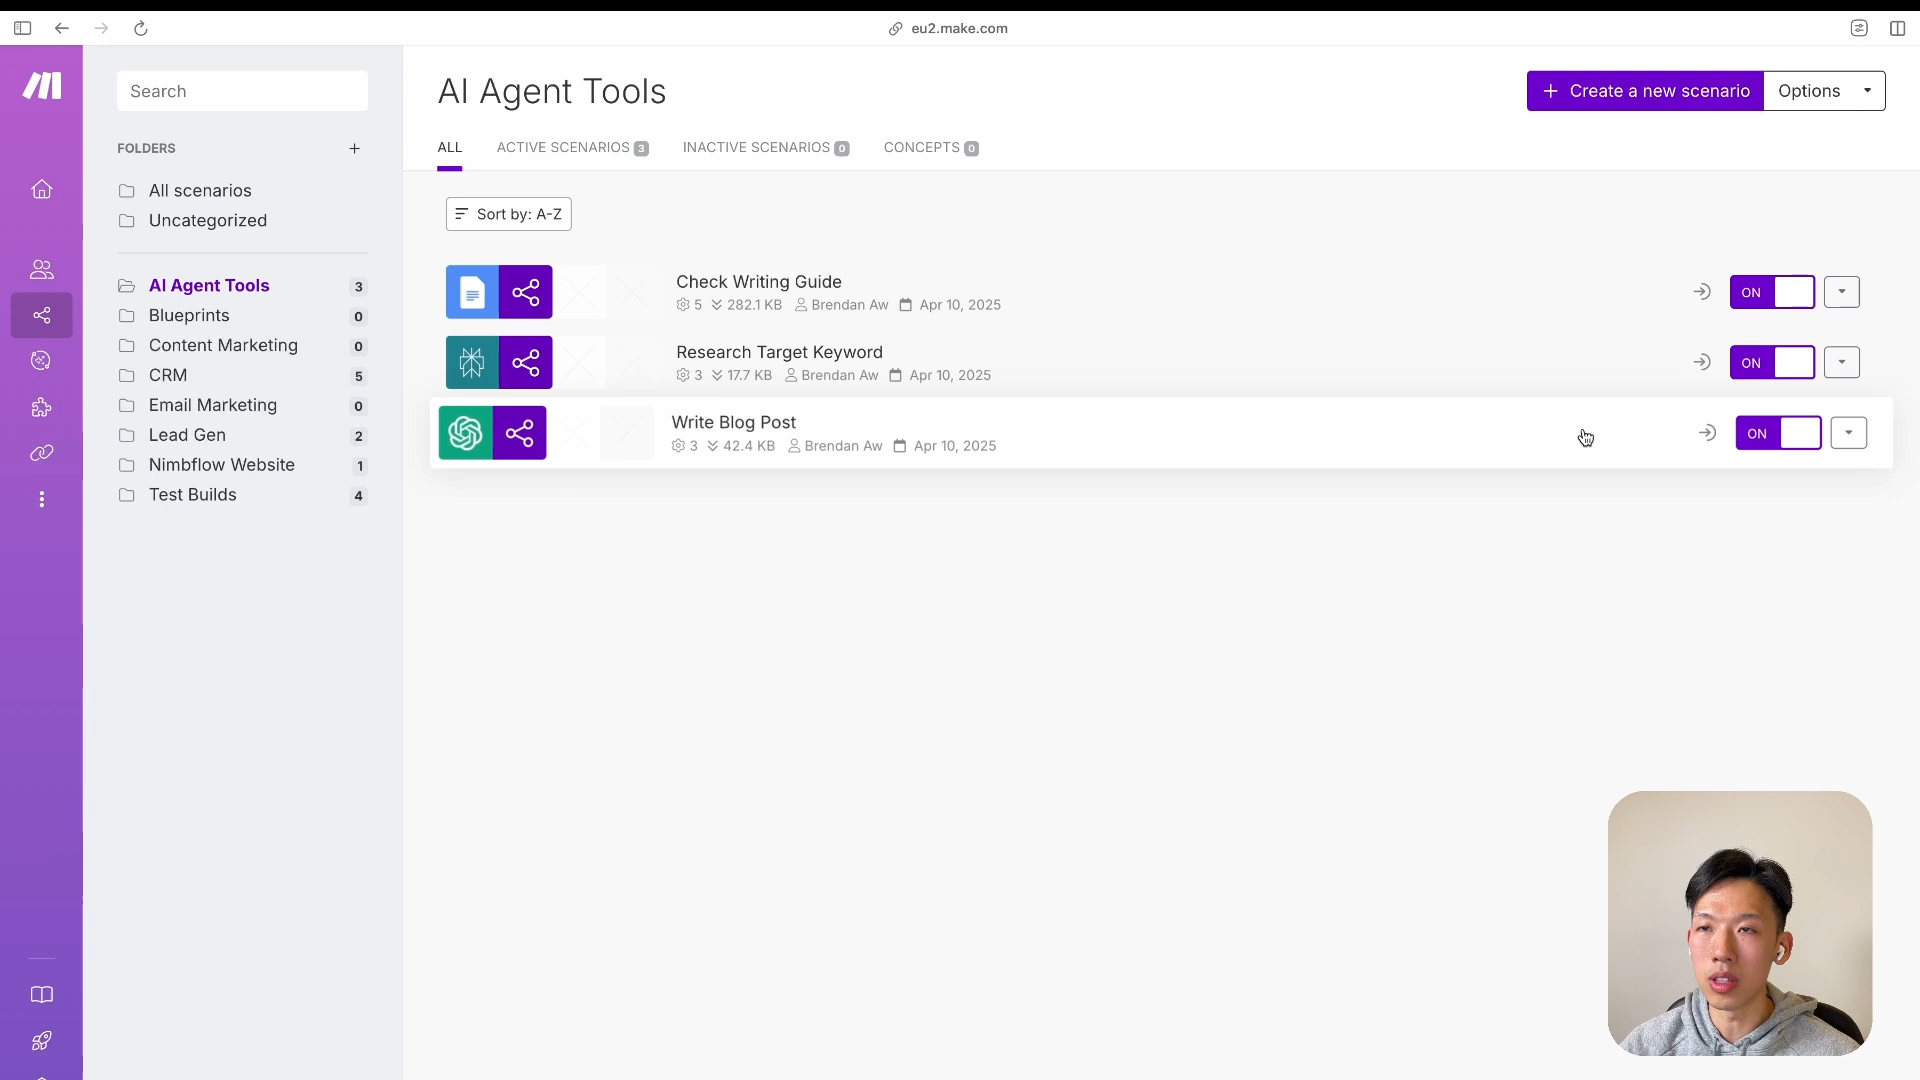 eu2.make.com
Search
FOLDERS
All scenarios
Uncategorized
AI Agent Tools 3
Blueprints 0
Content Marketing 0
CRM 5
Email Marketing 0
Lead Gen 2
Nimbflow Website 1
Test Builds 4
AI Agent Tools
+ Create a new scenario
Options
ALL
ACTIVE SCENARIOS 3
INACTIVE SCENARIOS 0
CONCEPTS 0
Sort by: A-Z
Check Writing Guide
5 282.1 KB Brendan Aw Apr 10, 2025
ON
Research Target Keyword
3 17.7 KB Brendan Aw Apr 10, 2025
ON
Write Blog Post
3 42.4 KB Brendan Aw Apr 10, 2025
ON